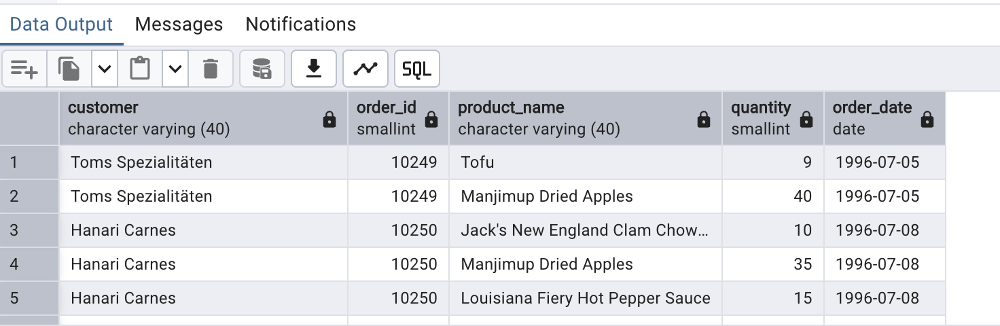 Data Output Messages Notifications
SQL
customer order_id product_name quantity order_date
character varying (40) smallint character varying (40) smallint date
1 Toms Spezialitäten 10249 Tofu 9 1996-07-05
2 Toms Spezialitäten 10249 Manjimup Dried Apples 40 1996-07-05
3 Hanari Carnes 10250 Jack's New England Clam Chow… 10 1996-07-08
4 Hanari Carnes 10250 Manjimup Dried Apples 35 1996-07-08
5 Hanari Carnes 10250 Louisiana Fiery Hot Pepper Sauce 15 1996-07-08